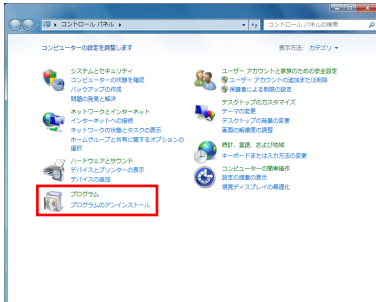 コントロール パネル
コントロール パネルの検索
コンピューターの設定を調整します
表示方法: カテゴリ
システムとセキュリティ
コンピューターの状態を確認
バックアップの作成
問題の発見と解決
ネットワークとインターネット
インターネットへの接続
ネットワークの状態とタスクの表示
ホームグループと共有に関するオプションの
選択
ハードウェアとサウンド
デバイスとプリンターの表示
デバイスの追加
プログラム
プログラムのアンインストール
ユーザー アカウントと家族のための安全設定
ユーザー アカウントの追加または削除
保護者による制限の設定
デスクトップのカスタマイズ
テーマの変更
デスクトップの背景の変更
画面の解像度の調整
時計、言語、および地域
キーボードまたは入力方法の変更
コンピューターの簡単操作
設定の提案の表示
視覚ディスプレイの最適化